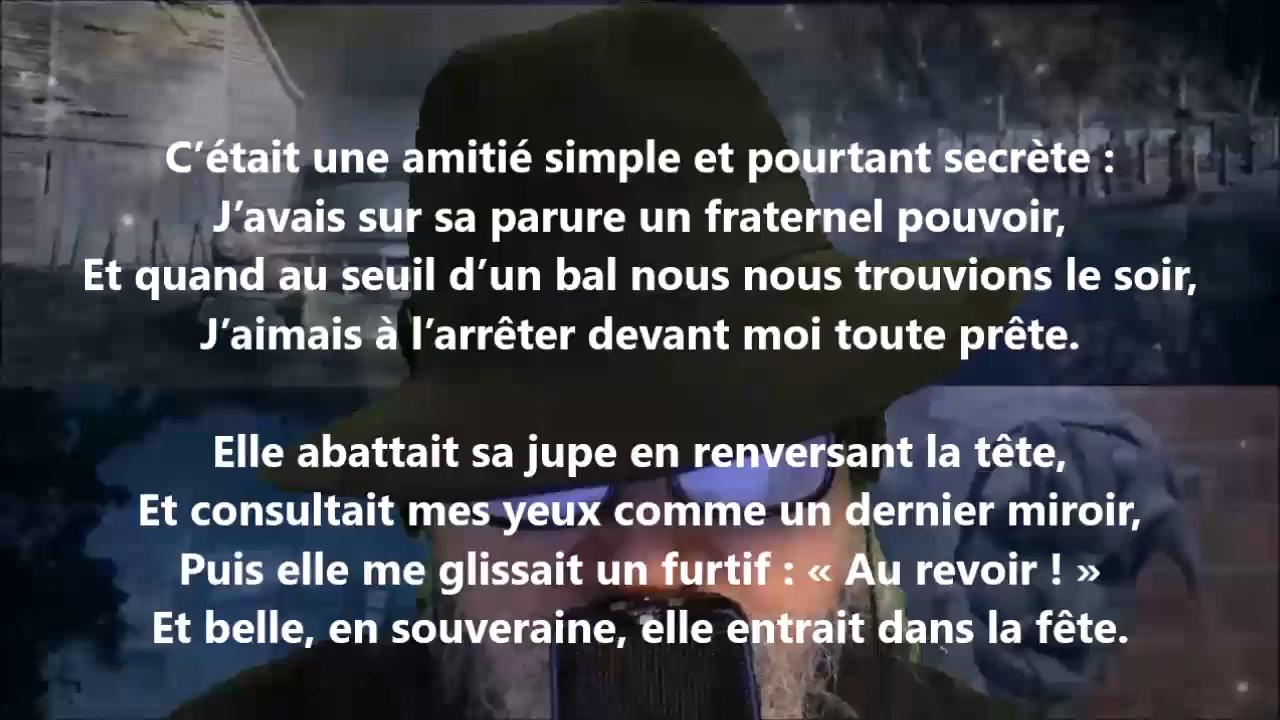 C’était une amitié simple et pourtant secrète :
J’avais sur sa parure un fraternel pouvoir,
Et quand au seuil d’un bal nous nous trouvions le soir,
J’aimais à l’arrêter devant moi toute prête.
Elle abattait sa jupe en renversant la tête,
Et consultait mes yeux comme un dernier miroir,
Puis elle me glissait un furtif : « Au revoir ! »
Et belle, en souveraine, elle entrait dans la fête.